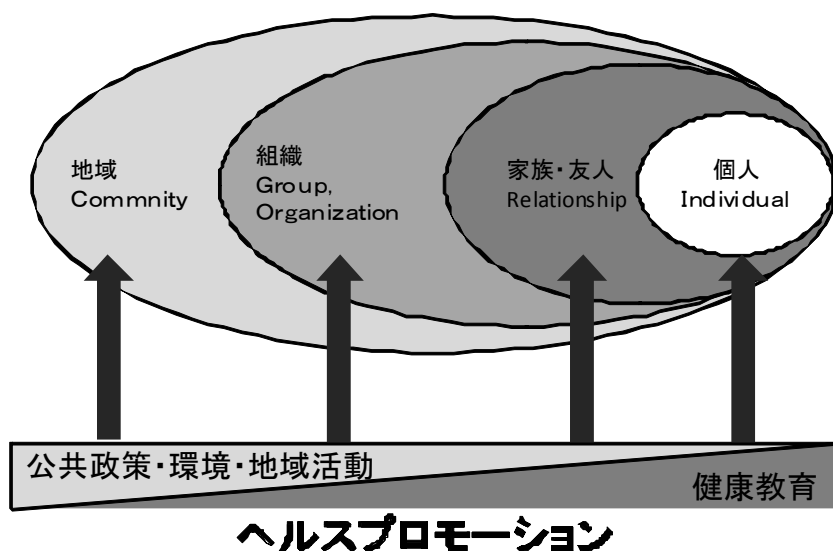 地域
Commnity
組織
Group,
Organization
家族・友人
Relationship
個人
Individual
公共政策・環境・地域活動
健康教育
ヘルスプロモーション